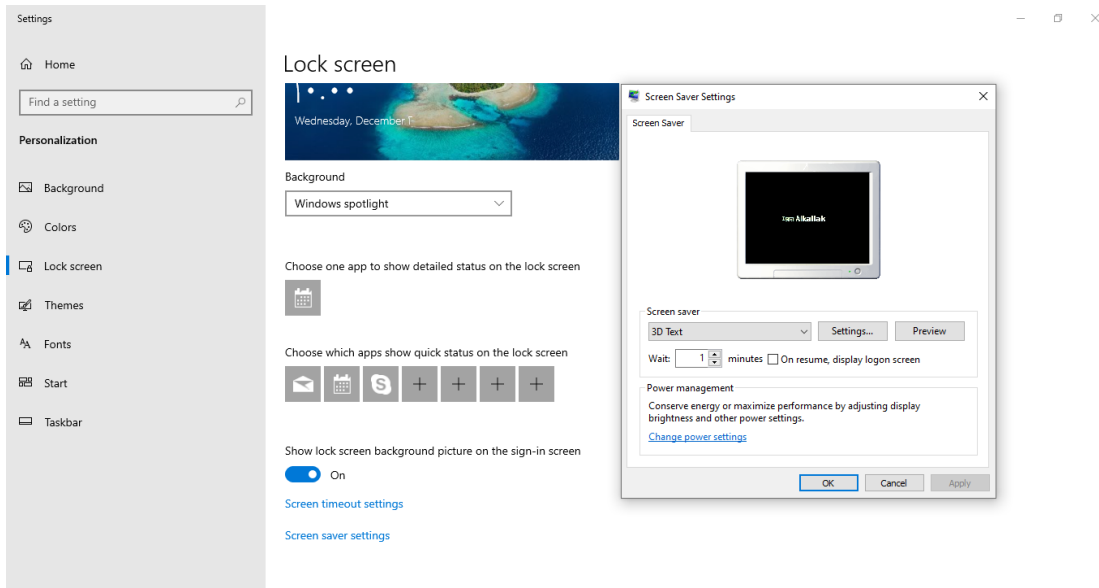 Settings
Home
Find a setting
Personalization
Background
Colors
Lock screen
Themes
Fonts
Start
Taskbar
Lock screen
Wednesday, December
Background
Windows spotlight
Choose one app to show detailed status on the lock screen
Choose which apps show quick status on the lock screen
Show lock screen background picture on the sign-in screen
On
Screen timeout settings
Screen saver settings
Screen Saver Settings
Screen Saver
Alkallak
Screen saver
3D Text
Settings...
Preview
Wait: 1 minutes On resume, display logon screen
Power management
Conserve energy or maximize performance by adjusting display
brightness and other power settings.
Change power settings
OK Cancel Apply